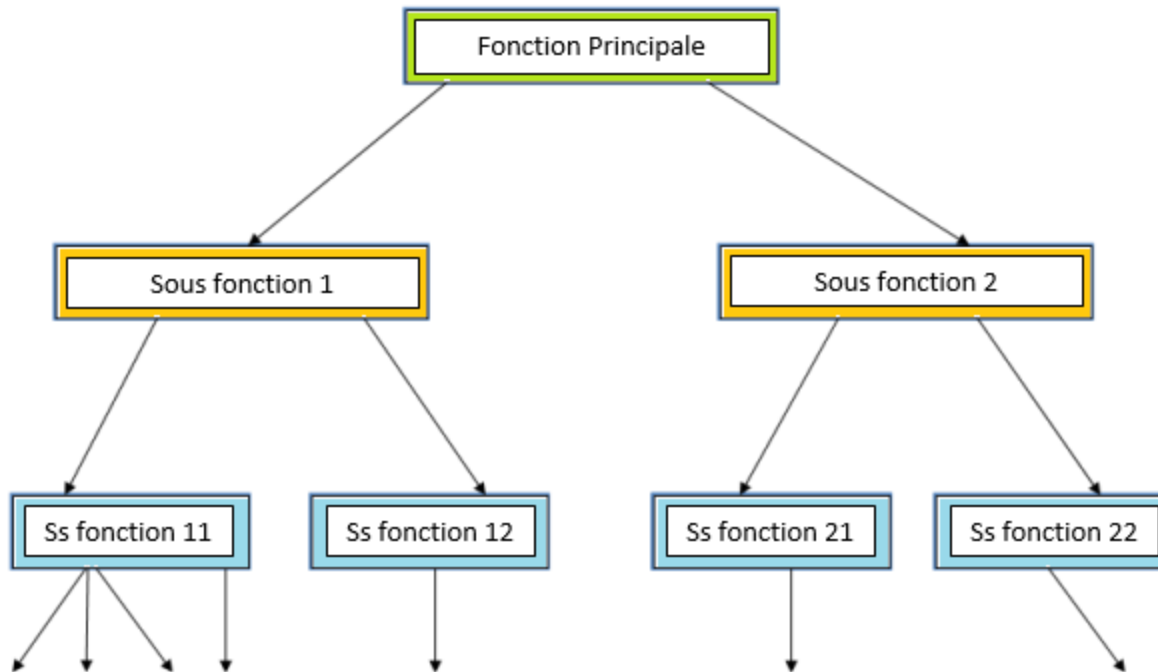 Fonction Principale
Sous fonction 1
Sous fonction 2
Ss fonction 11
Ss fonction 12
Ss fonction 21
Ss fonction 22